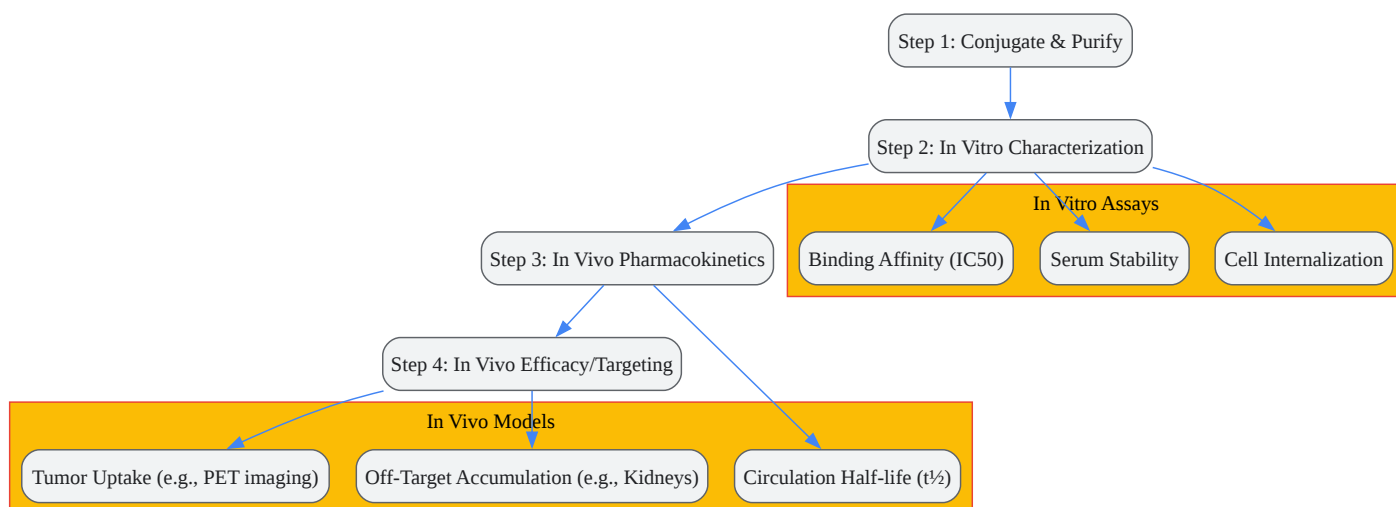 Step 1: Conjugate & Purify
Step 2: In Vitro Characterization
In Vitro Assays
Step 3: In Vivo Pharmacokinetics
Binding Affinity (IC50)
Serum Stability
Cell Internalization
Step 4: In Vivo Efficacy/Targeting
In Vivo Models
Tumor Uptake (e.g., PET imaging)
Off-Target Accumulation (e.g., Kidneys)
Circulation Half-life (t½)